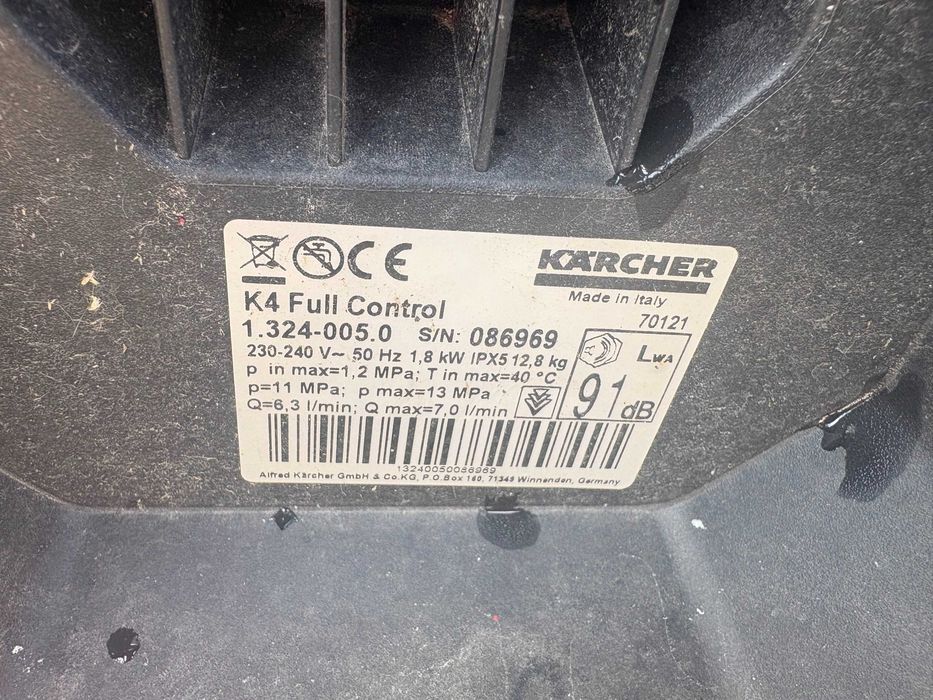 CE
KÄRCHER
Made in Italy
70121
K4 Full Control
1.324-005.0 S/N: 086969
230-240 V~ 50 Hz 1,8 kW IPX5 12,8 kg
p in max=1,2 MPa; T in max=40 °C
p=11 MPa; p max=13 MPa
Q=6,3 l/min; Q max=7,0 l/min
LWA
91 dB
13240050086969
Alfred Kärcher GmbH & Co.KG, P.O.Box 160, 71349 Winnenden, Germany